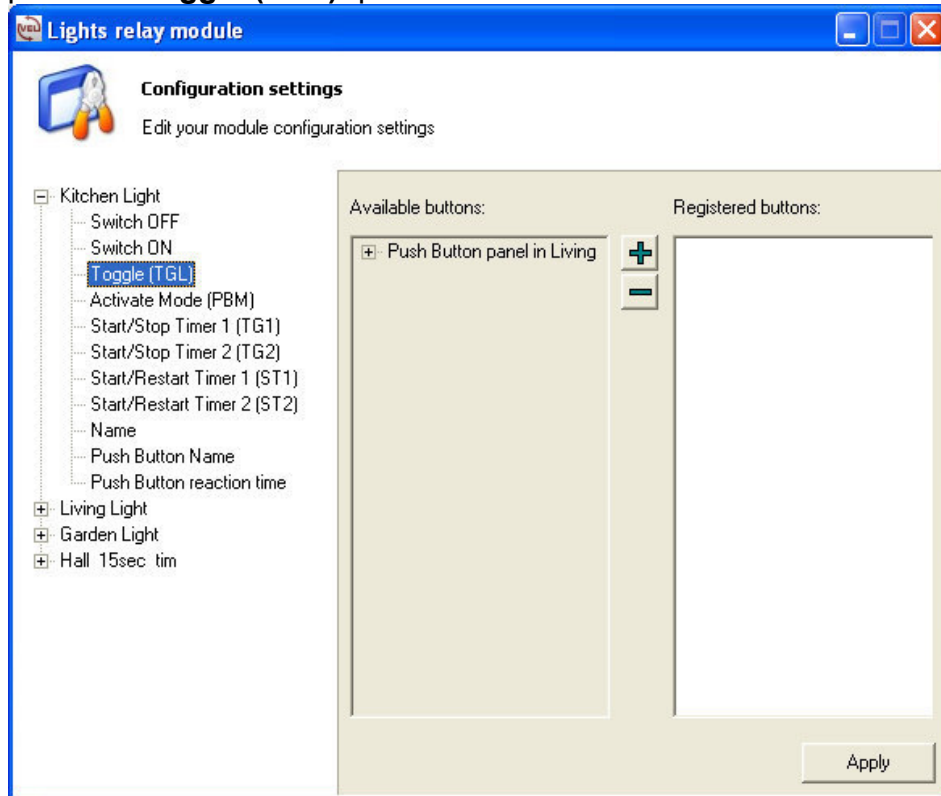 ggle (TGL)
VEL Lights relay module
Configuration settings
Edit your module configuration settings
Kitchen Light
Switch OFF
Switch ON
Toggle (TGL)
Activate Mode (PBM)
Start/Stop Timer 1 (TG1)
Start/Stop Timer 2 (TG2)
Start/Restart Timer 1 (ST1)
Start/Restart Timer 2 (ST2)
Name
Push Button Name
Push Button reaction time
Living Light
Garden Light
Hall 15sec tim
Available buttons:
Push Button panel in Living
Registered buttons:
Apply